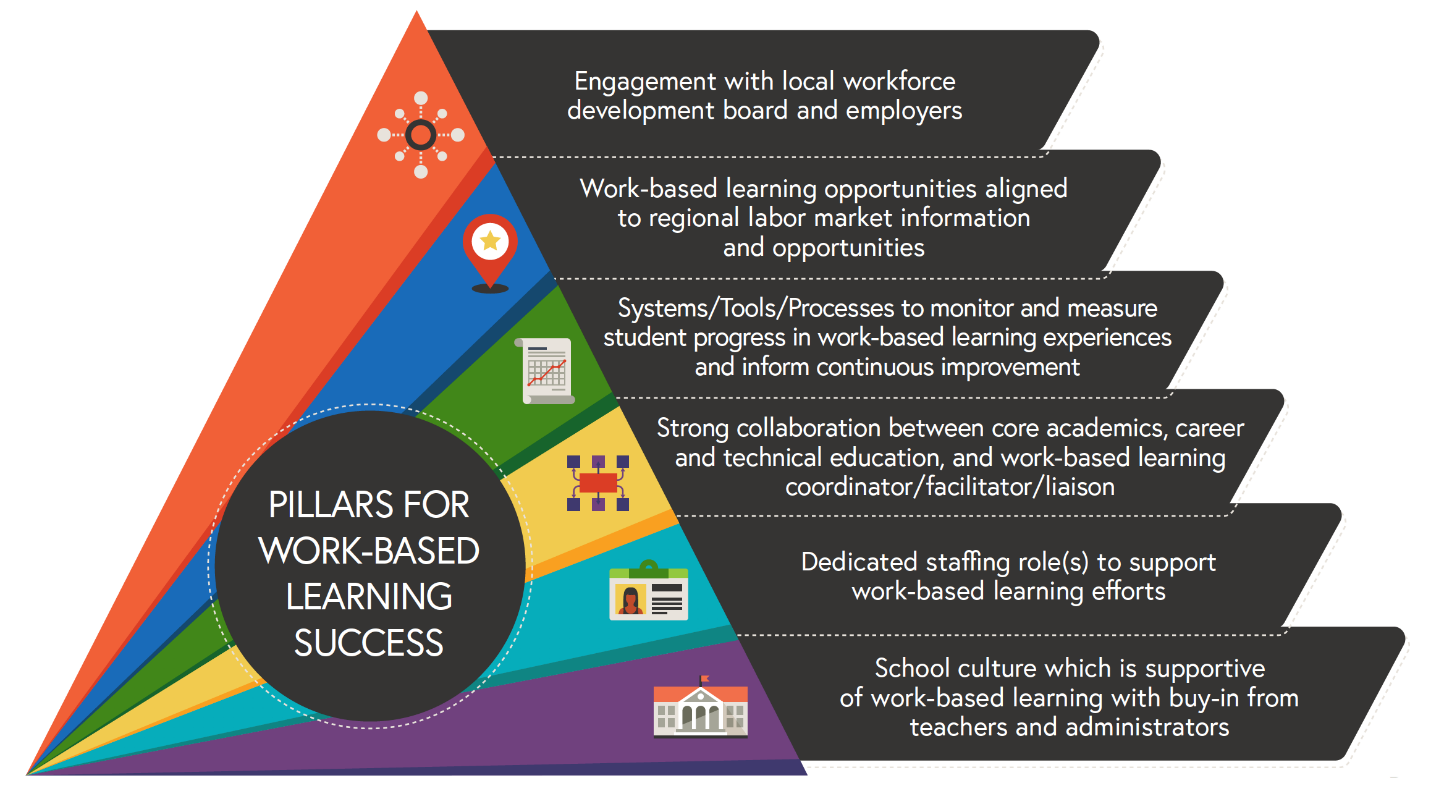 Engagement with local workforce
development board and employers
Work-based learning opportunities aligned
to regional labor market information
and opportunities
Systems/Tools/Processes to monitor and measure
student progress in work-based learning experiences
and inform continuous improvement
Strong collaboration between core academics, career
and technical education, and work-based learning
coordinator/facilitator/liaison
Dedicated staffing role(s) to support
work-based learning efforts
School culture which is supportive
of work-based learning with buy-in from
teachers and administrators
PILLARS FOR
WORK-BASED
LEARNING
SUCCESS